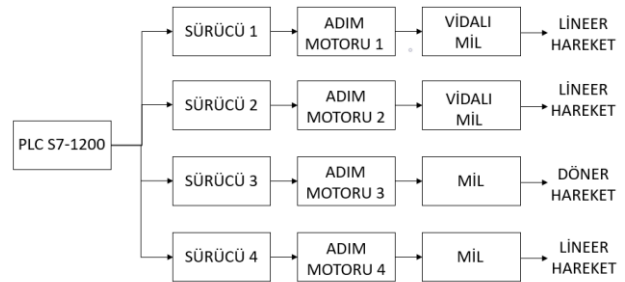 SÜRÜCÜ 1
ADIM
MOTORU 1
VİDALI
MİL
LİNEER
HAREKET
SÜRÜCÜ 2
ADIM
MOTORU 2
VİDALI
MİL
LİNEER
HAREKET
PLC S7-1200
SÜRÜCÜ 3
ADIM
MOTORU 3
MİL
DÖNER
HAREKET
SÜRÜCÜ 4
ADIM
MOTORU 4
MİL
LİNEER
HAREKET